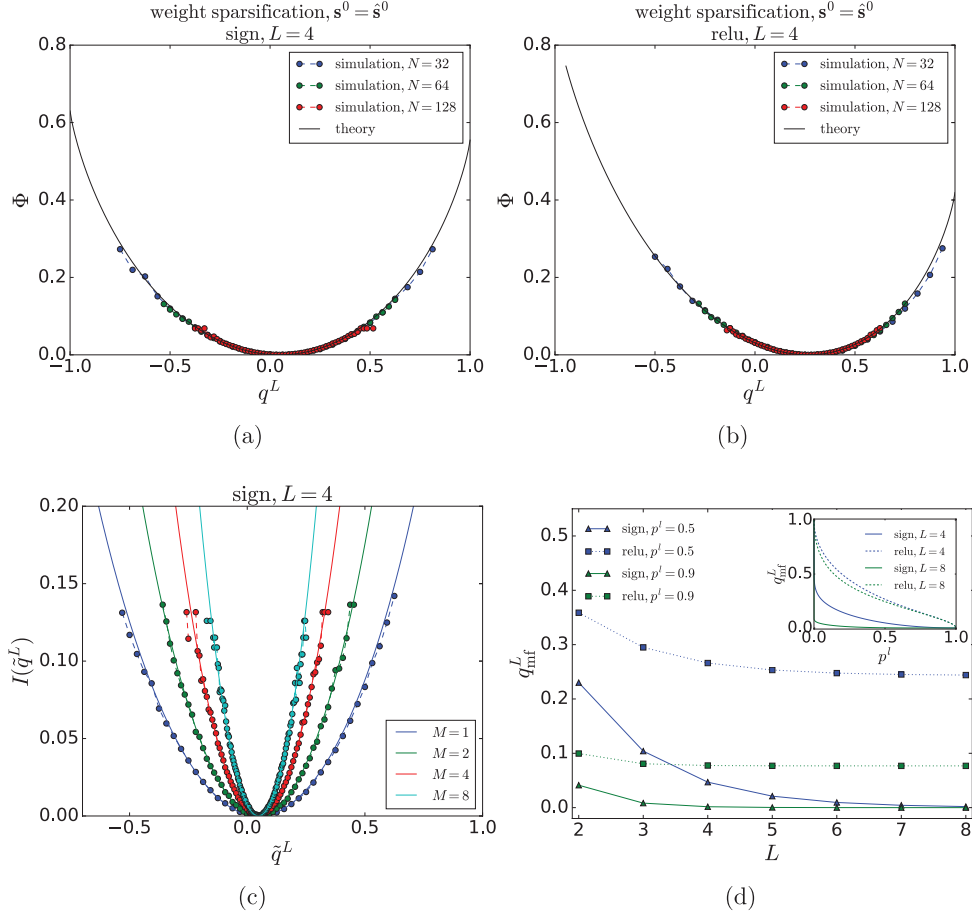 weight sparsification, s⁰ = ŝ⁰
sign, L = 4
0.8
0.6
0.4
0.2
0.0
Φ
simulation, N = 32
simulation, N = 64
simulation, N = 128
theory
−1.0 −0.5 0.0 0.5 1.0
q^L
(a)
weight sparsification, s⁰ = ŝ⁰
relu, L = 4
0.8
0.6
0.4
0.2
0.0
Φ
simulation, N = 32
simulation, N = 64
simulation, N = 128
theory
−1.0 −0.5 0.0 0.5 1.0
q^L
(b)
sign, L = 4
0.20
0.15
0.10
0.05
0.00
I(q̃^L)
M = 1
M = 2
M = 4
M = 8
−0.5 0.0 0.5 1.0
q̃^L
(c)
0.5
0.4
0.3
0.2
0.1
0.0
q^L_mf
sign, p^l = 0.5
relu, p^l = 0.5
sign, p^l = 0.9
relu, p^l = 0.9
1.0
0.5
0.0
q^L_mf
sign, L = 4
relu, L = 4
sign, L = 8
relu, L = 8
0.0 0.5 1.0
p^l
2 3 4 5 6 7 8
L
(d)